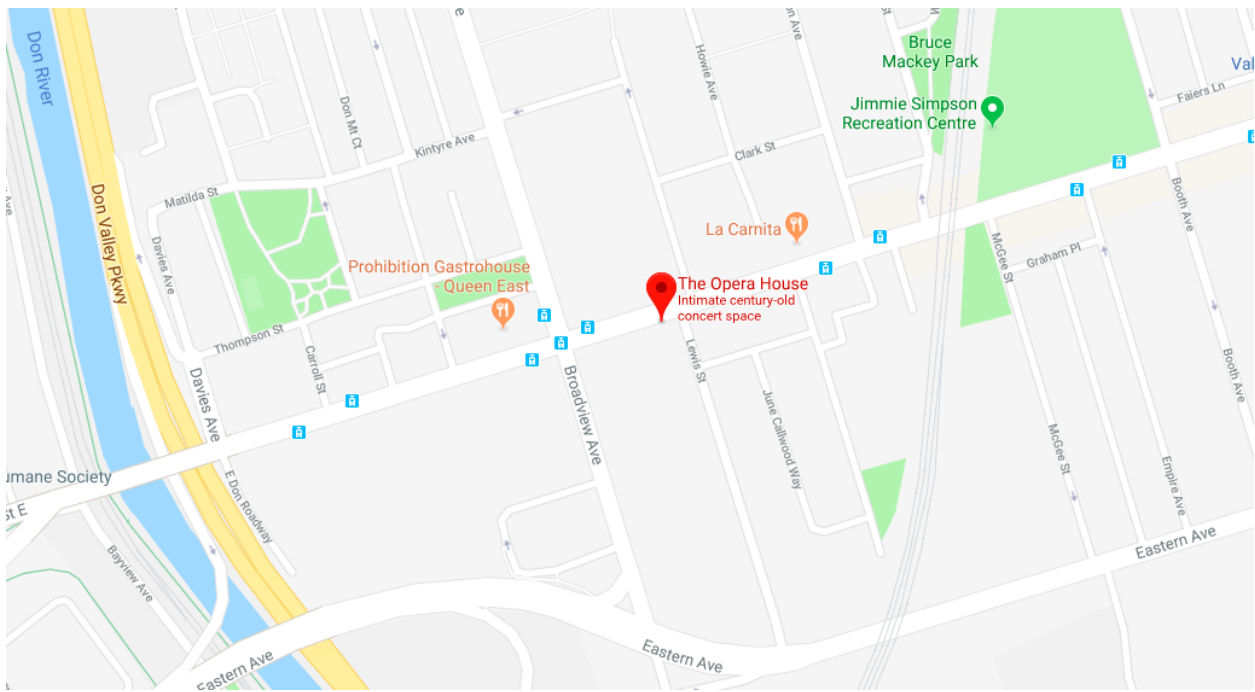 Don River
Don Valley Pkwy
Don Mt Ct
Howie Ave
Bruce
Mackey Park
Jimmie Simpson
Recreation Centre
Val
Faiers Ln
Kintyre Ave
Clark St
Matilda St
Davies Ave
La Carnita
Booth Ave
Prohibition Gastrohouse
- Queen East
The Opera House
Intimate century-old
concert space
McGee St
Graham Pl
Thompson St
Carroll St
Davies Ave
Broadview Ave
Lewis St
June Callwood Way
Booth Ave
McGee St
Empire Ave
umane Society
st E
E Don Roadway
Bayview Ave
Eastern Ave
Eastern Ave
Eastern Ave